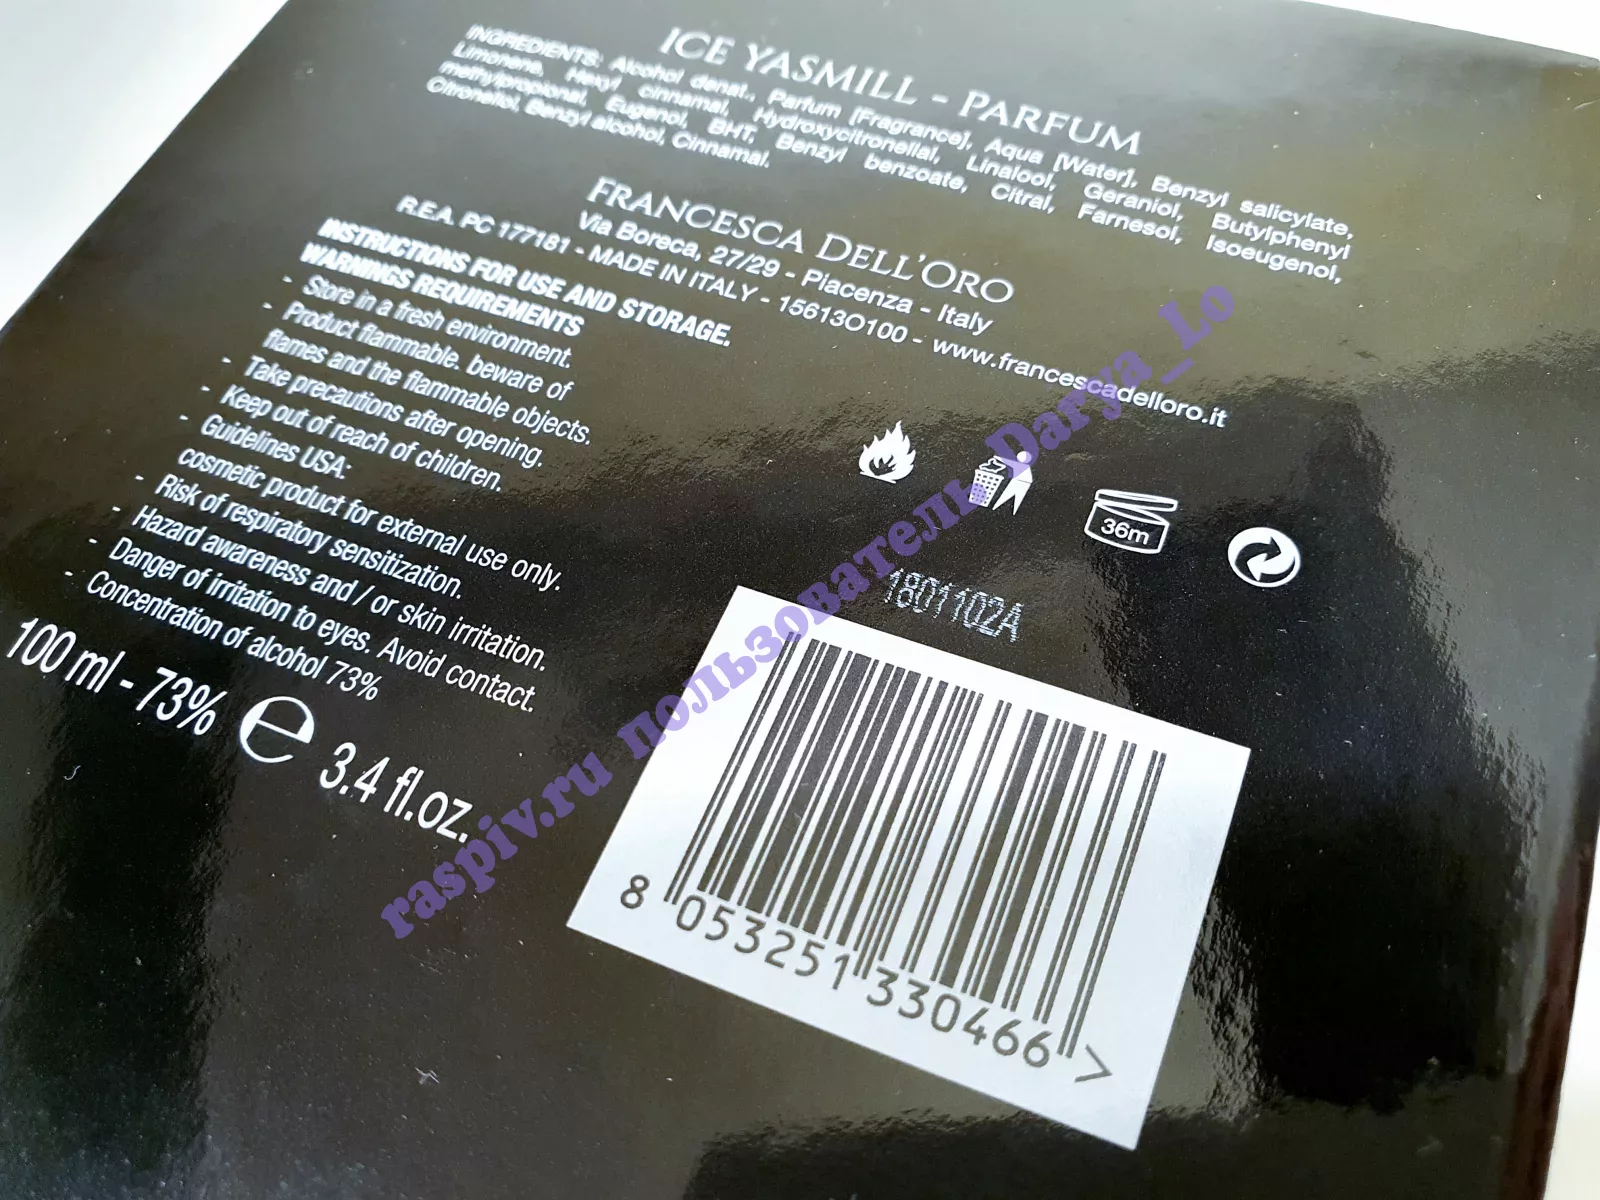 ICE YASMILL - PARFUM
INGREDIENTS: Alcohol denat., Parfum [Fragrance], Aqua [Water], Benzyl salicylate,
Limonene, Hexyl cinnamal, Hydroxycitronellal, Linalool, Geraniol, Butylphenyl
methylpropional, Eugenol, BHT, Benzyl benzoate, Citral, Farnesol, Isoeugenol,
Citronellol, Benzyl alcohol, Cinnamal.
FRANCESCA DELL'ORO
Via Boreca, 27/29 - Piacenza - Italy
R.E.A. PC 177181 - MADE IN ITALY - 15613O100 - www.francescadelloro.it
INSTRUCTIONS FOR USE AND STORAGE.
WARNINGS REQUIREMENTS
- Store in a fresh environment.
- Product flammable. beware of
flames and the flammable objects.
- Take precautions after opening.
- Keep out of reach of children.
- Guidelines USA:
cosmetic product for external use only.
- Risk of respiratory sensitization.
- Hazard awareness and / or skin irritation.
- Danger of irritation to eyes. Avoid contact.
- Concentration of alcohol 73%
100 ml - 73% e 3.4 fl.oz.
36m
1801102A
8 053251 330466 >
raspiv.ru пользователь Darya_Lo